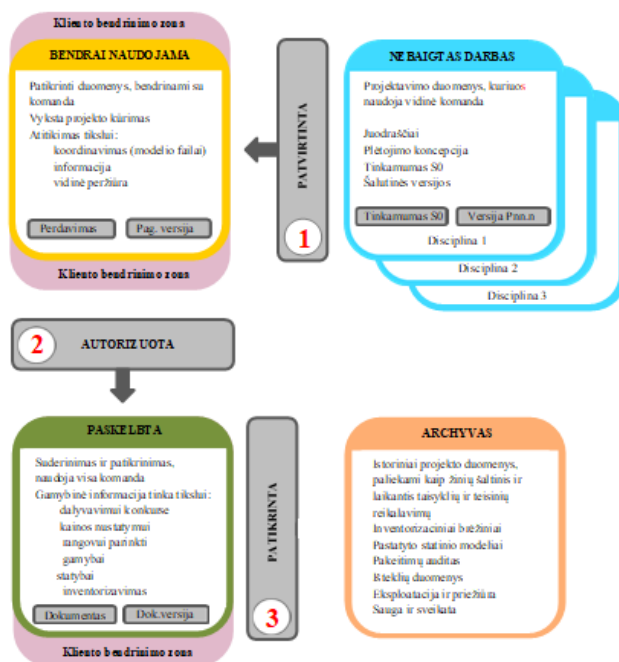 Kliento bendrinimo zona
BENDRAI NAUDOJAMA
Patikrinti duomenys, bendrinami su
komanda
Vyksta projekto kūrimas
Atitikimas tikslui:
koordinavimas (modelio failai)
informacija
vidinė peržiūra
Perdavimas
Pag. versija
Kliento bendrinimo zona
PATVIRTINTA
1
NEBAIGTAS DARBAS
Projektavimo duomenys, kuriuos
naudoja vidinė komanda
Juodraščiai
Plėtojimo koncepcija
Tinkamumas S0
Šalutinės versijos
Tinkamumas S0
Versija Pnn.n
Disciplina 1
Disciplina 2
Disciplina 3
2
AUTORIZUOTA
PASKELBTA
Suderinimas ir patikrinimas,
naudoja visa komanda
Gamybinė informacija tinka tikslui:
dalyvavimui konkurse
kainos nustatymui
rangovui parinkti
gamybai
statybai
inventorizavimas
Dokumentas
Dok.versija
Kliento bendrinimo zona
PATIKRINTA
3
ARCHYVAS
Istoriniai projekto duomenys,
paliekami kaip žinių šaltinis ir
laikantis taisyklių ir teisinių
reikalavimų
Inventorizaciniai brėžiniai
Pastatyto statinio modeliai
Pakeitimų auditas
Išteklių duomenys
Eksploatacija ir priežiūra
Sauga ir sveikata